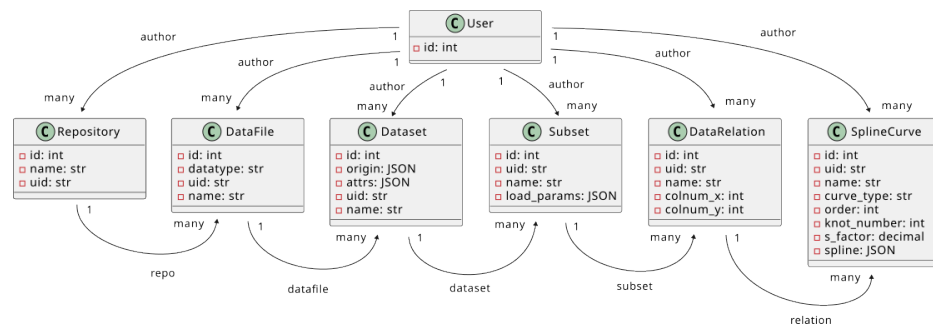 C User
id: int
1
1
1
1
1
1
author
author
author
author
author
author
many
many
many
many
many
many
C Repository
id: int
name: str
uid: str
C DataFile
id: int
datatype: str
uid: str
name: str
C Dataset
id: int
origin: JSON
attrs: JSON
uid: str
name: str
C Subset
id: int
uid: str
name: str
load_params: JSON
C DataRelation
id: int
uid: str
name: str
colnum_x: int
colnum_y: int
C SplineCurve
id: int
uid: str
name: str
curve_type: str
order: int
knot_number: int
s_factor: decimal
spline: JSON
1
many
repo
1
many
datafile
1
many
dataset
1
many
subset
1
many
relation